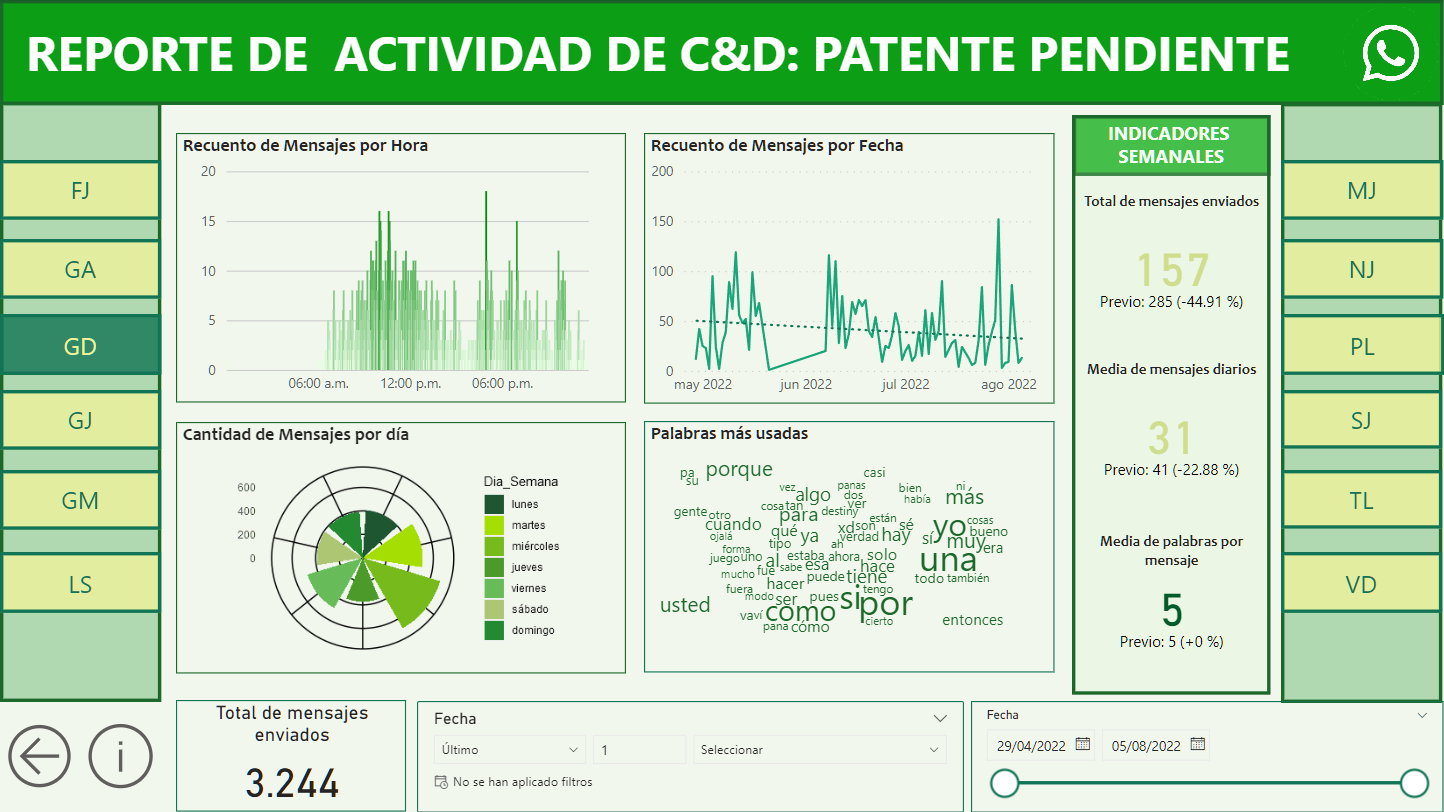 REPORTE DE  ACTIVIDAD DE C&D: PATENTE PENDIENTE
FJ
GA
GD
GJ
GM
LS
Recuento de Mensajes por Hora
20
15
10
5
0
06:00 a.m.
12:00 p.m.
06:00 p.m.
Recuento de Mensajes por Fecha
200
150
100
50
0
may 2022
jun 2022
jul 2022
ago 2022
Cantidad de Mensajes por día
600
400
200
0
Dia_Semana
lunes
martes
miércoles
jueves
viernes
sábado
domingo
Palabras más usadas
pa
porque
casi
su
vez
panas
bien
ni
algo
dos
había
más
cosa
tan
ver
gente
otro
para
destiny
están
cosas
cuando
qué
ya
xd
son
sé
yo
bueno
ojalá
verdad
hay
sí
muy
era
forma
tipo
ah
juego
uno
al
estaba
ahora
solo
una
fue
sabe
esa
hace
mucho
puede
tiene
todo
también
fuera
hacer
tengo
modo
ser
pues
si
por
usted
vaví
como
cierto
entonces
pana
cómo
INDICADORES
SEMANALES
Total de mensajes enviados
157
Previo: 285 (-44.91 %)
Media de mensajes diarios
31
Previo: 41 (-22.88 %)
Media de palabras por
mensaje
5
Previo: 5 (+0 %)
MJ
NJ
PL
SJ
TL
VD
Total de mensajes
enviados
3.244
Fecha
Último
1
Seleccionar
No se han aplicado filtros
Fecha
29/04/2022
05/08/2022